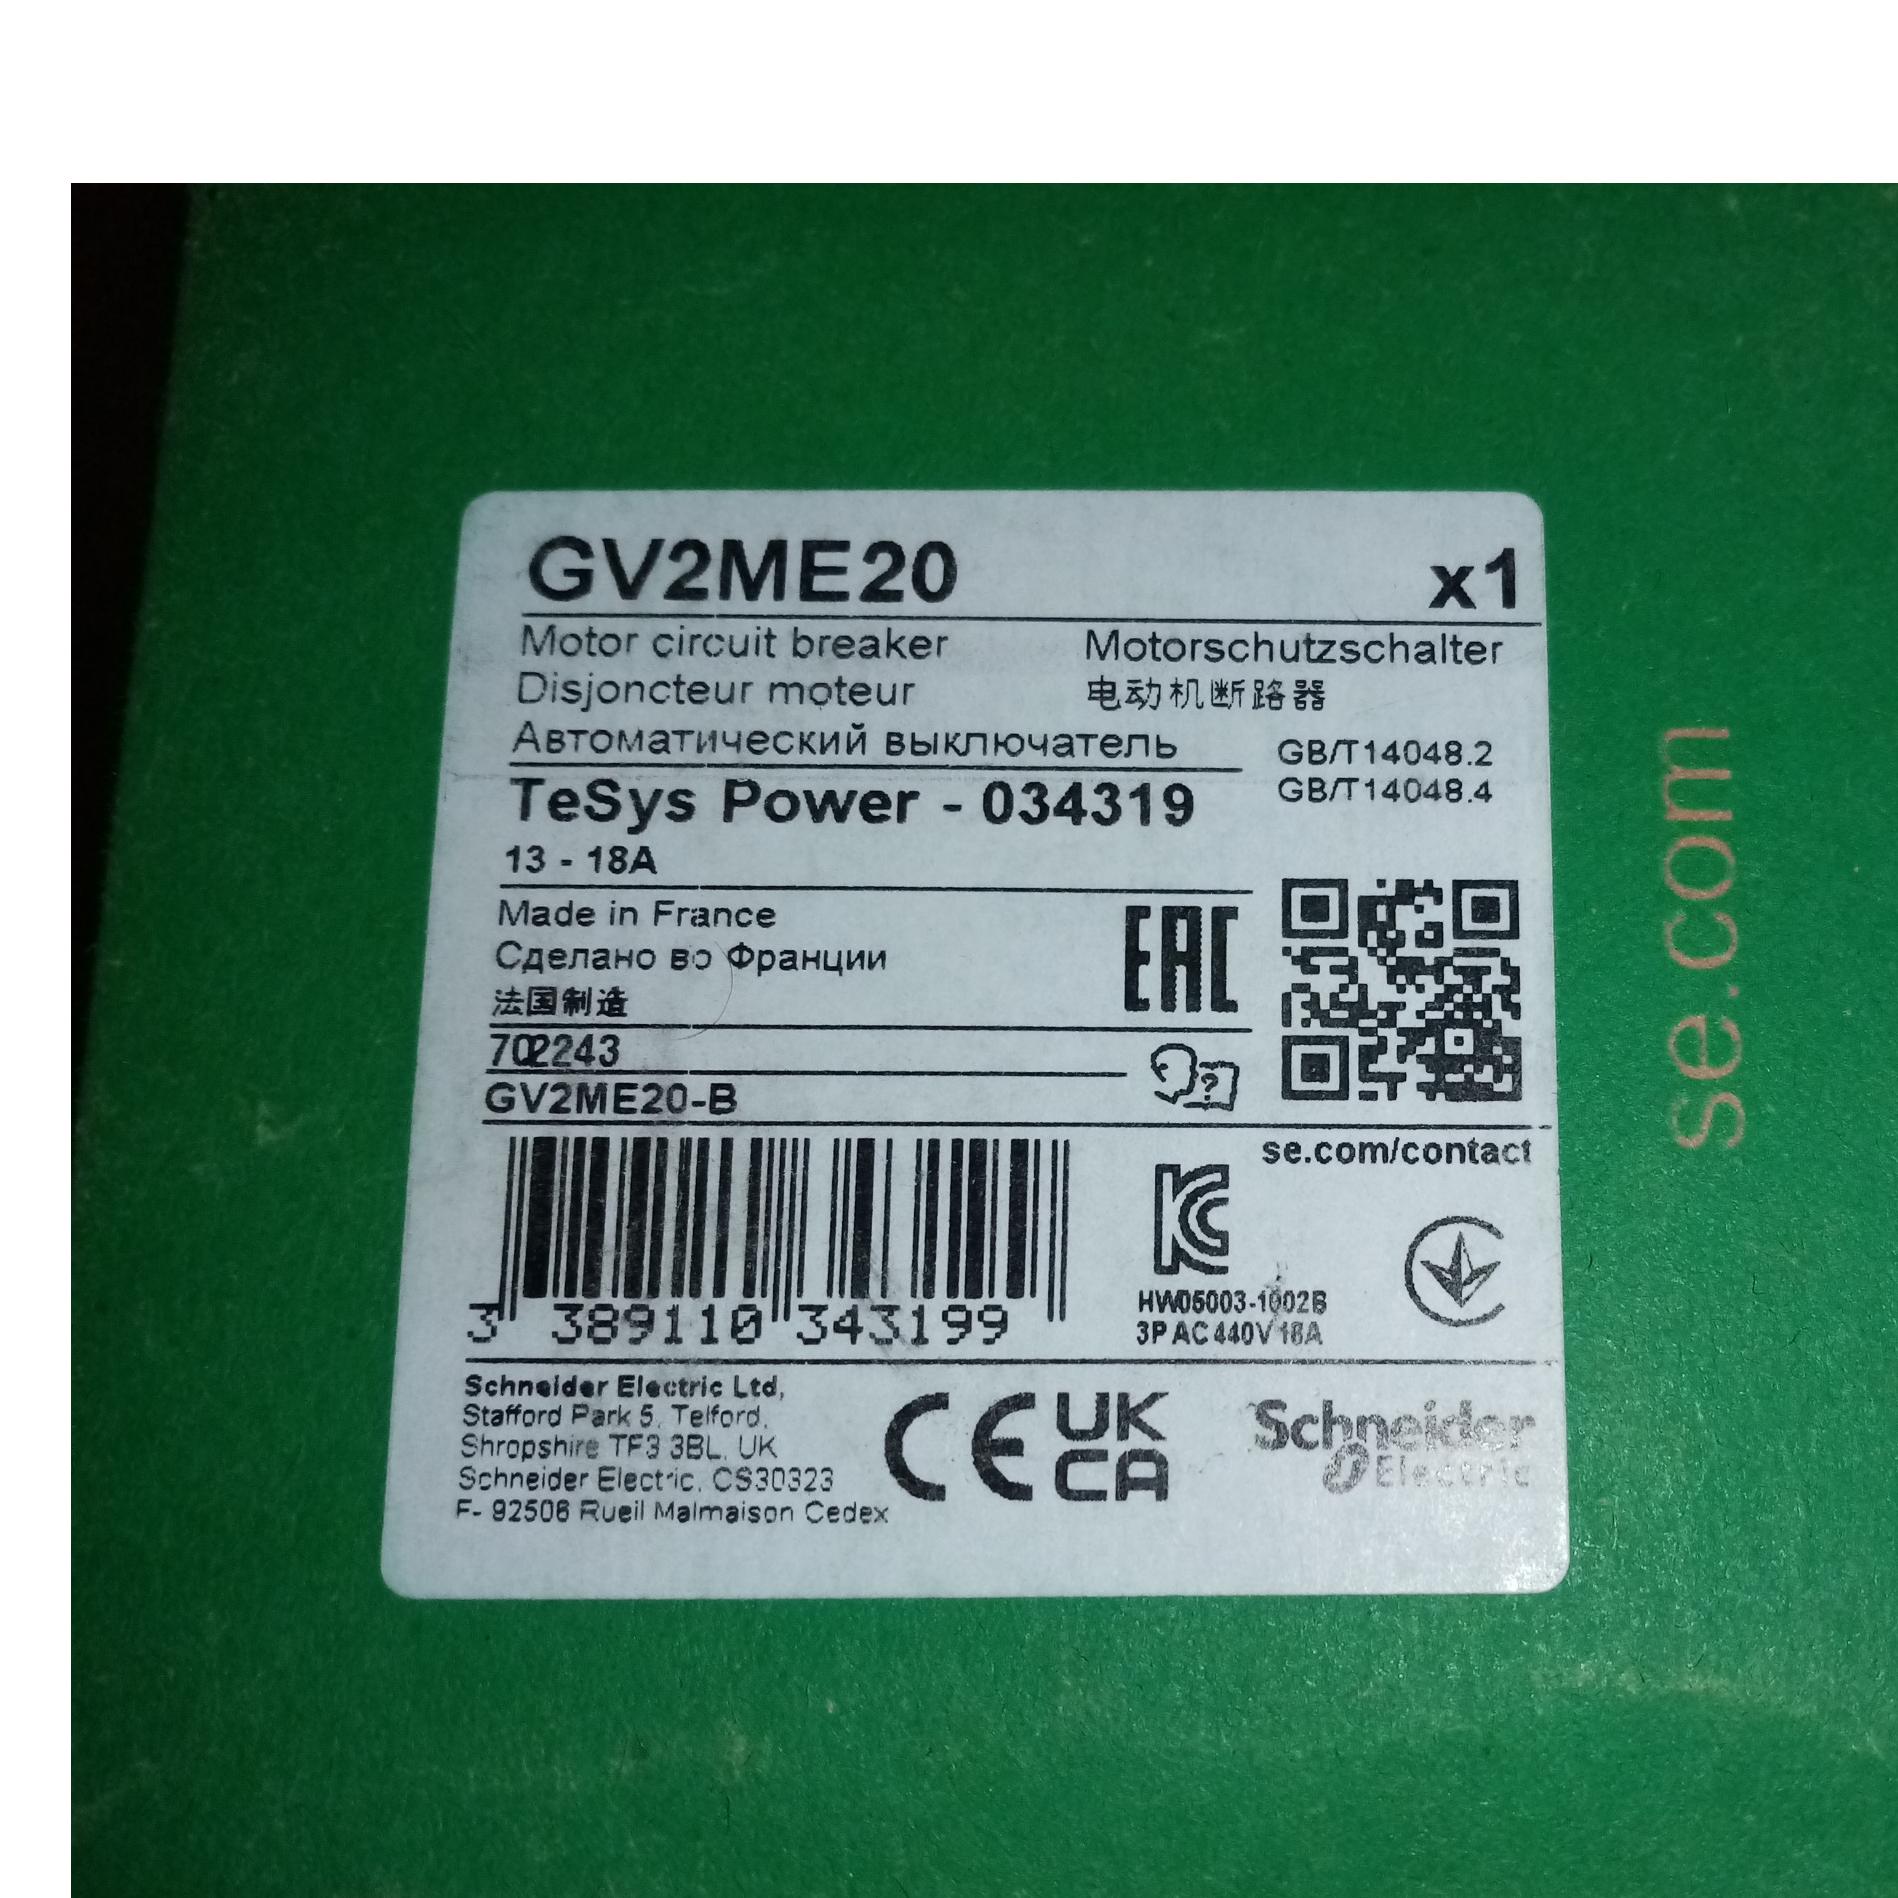 GV2ME20 x1
Motor circuit breaker Motorschutzschalter
Disjoncteur moteur 电动机断路器
Автоматический выключатель GB/T14048.2
TeSys Power - 034319 GB/T14048.4
13 - 18A
Made in France
Сделано во Франции
EAC
法国制造
702243
GV2ME20-B
se.com/contact
HW05003-1002B
3P AC 440V 18A
3 389110 343199
Schneider Electric Ltd,
Stafford Park 5, Telford,
Shropshire TF3 3BL, UK
Schneider Electric, CS30323
F- 92506 Rueil Malmaison Cedex
CE UK
CA
Schneider
Electric
se.com